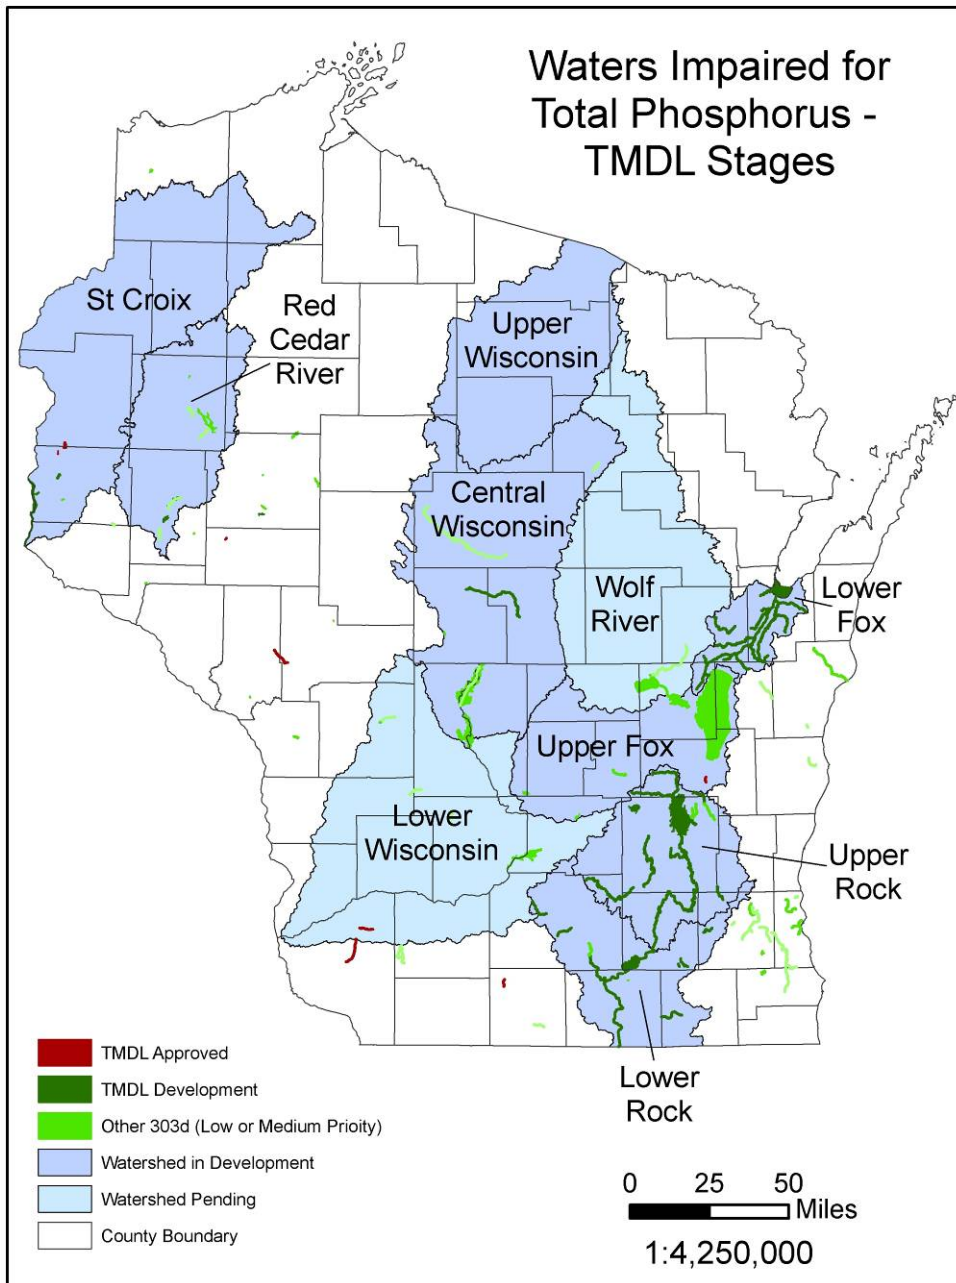 Waters Impaired for
Total Phosphorus -
TMDL Stages
St Croix
Red
Cedar
River
Upper
Wisconsin
Central
Wisconsin
Wolf
River
Lower
Fox
Upper Fox
Lower
Wisconsin
Upper
Rock
Lower
Rock
TMDL Approved
TMDL Development
Other 303d (Low or Medium Prioity)
Watershed in Development
Watershed Pending
County Boundary
0 25 50
Miles
1:4,250,000